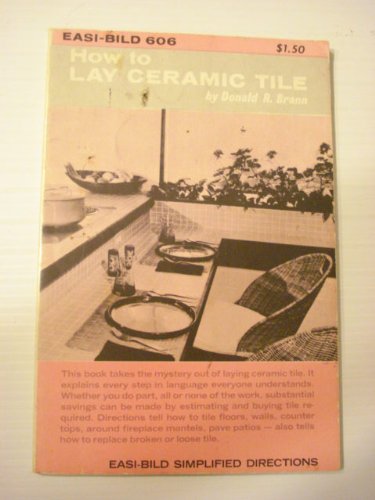 EASI-BILD 606
$1.50
How to
LAY CERAMIC TILE
by Donald R. Brann
This book takes the mystery out of laying ceramic tile. It
explains every step in language everyone understands.
Whether you do part, all or none of the work, substantial
savings can be made by estimating and buying tile re-
quired. Directions tell how to tile floors, walls, counter
tops, around fireplace mantels, pave patios — also tells
how to replace broken or loose tile.
EASI-BILD SIMPLIFIED DIRECTIONS